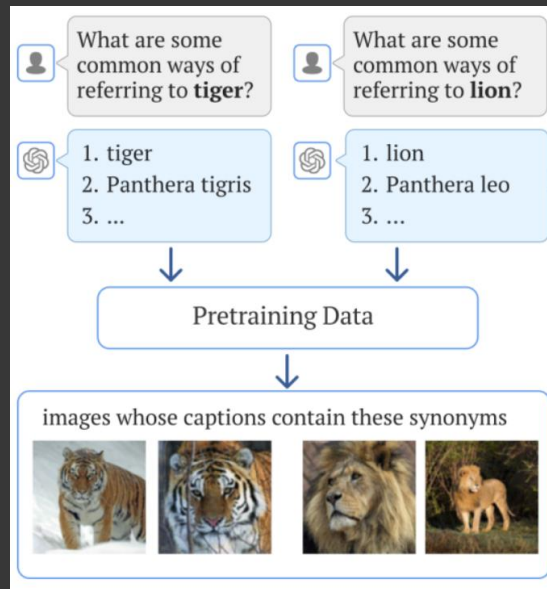 What are some
common ways of
referring to tiger?
What are some
common ways of
referring to lion?
1. tiger
2. Panthera tigris
3. ...
1. lion
2. Panthera leo
3. ...
Pretraining Data
images whose captions contain these synonyms